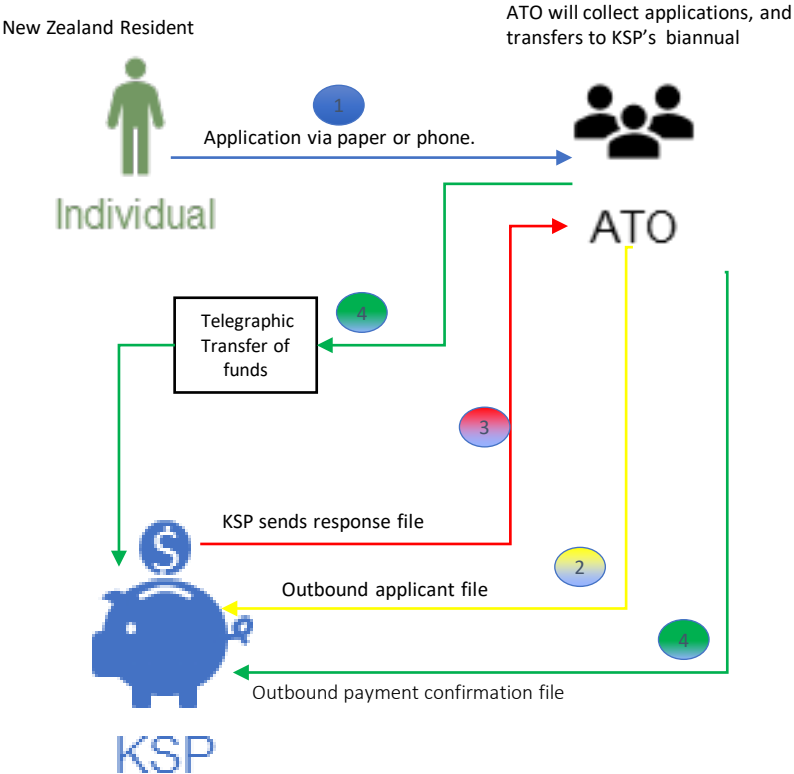 New Zealand Resident
ATO will collect applications, and
transfers to KSP's biannual
1
Application via paper or phone.
Individual
ATO
4
Telegraphic
Transfer of
funds
3
KSP sends response file
2
Outbound applicant file
4
Outbound payment confirmation file
$
KSP